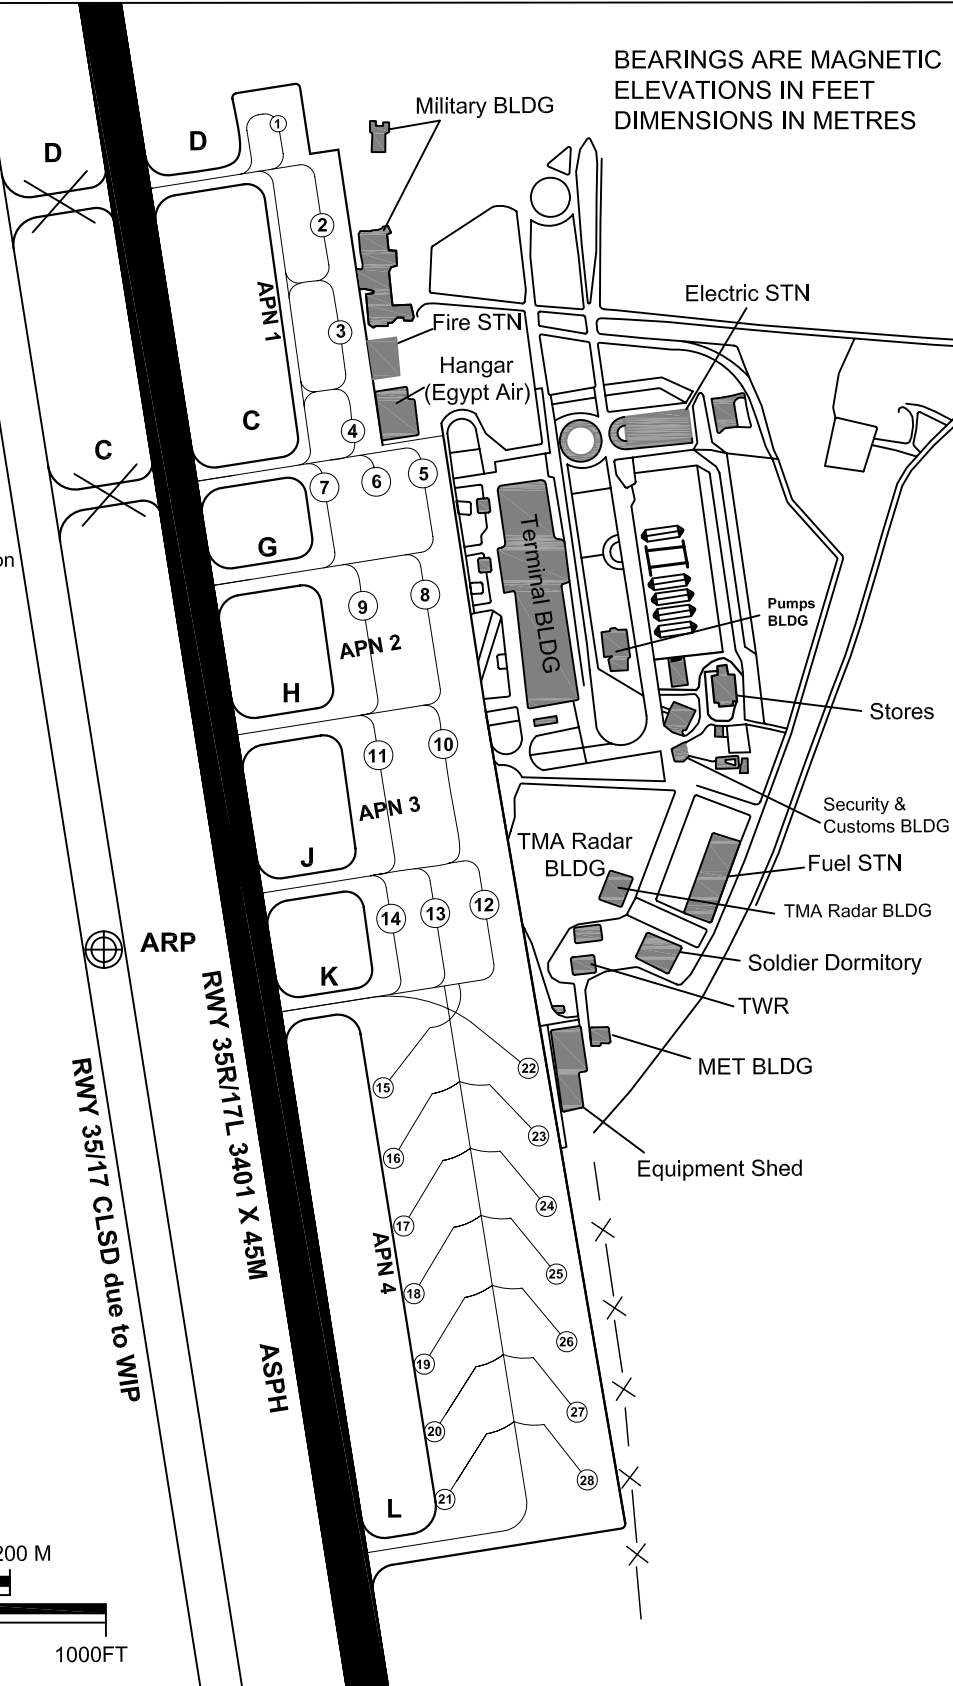 BEARINGS ARE MAGNETIC
ELEVATIONS IN FEET
DIMENSIONS IN METRES
Military BLDG
D
D
1
2
Electric STN
APN 1
3
Fire STN
Hangar
(Egypt Air)
C
C
4
5
6
7
G
on
Terminal BLDG
8
9
Pumps
BLDG
APN 2
H
Stores
10
11
APN 3
Security &
Customs BLDG
J
TMA Radar
BLDG
Fuel STN
12
13
14
TMA Radar BLDG
ARP
K
Soldier Dormitory
TWR
RWY 35R/17L 3401 X 45M
ASPH
RWY 35/17 CLSD due to WIP
MET BLDG
22
15
23
16
Equipment Shed
24
17
APN 4
25
18
26
19
27
20
28
21
L
200 M
1000FT